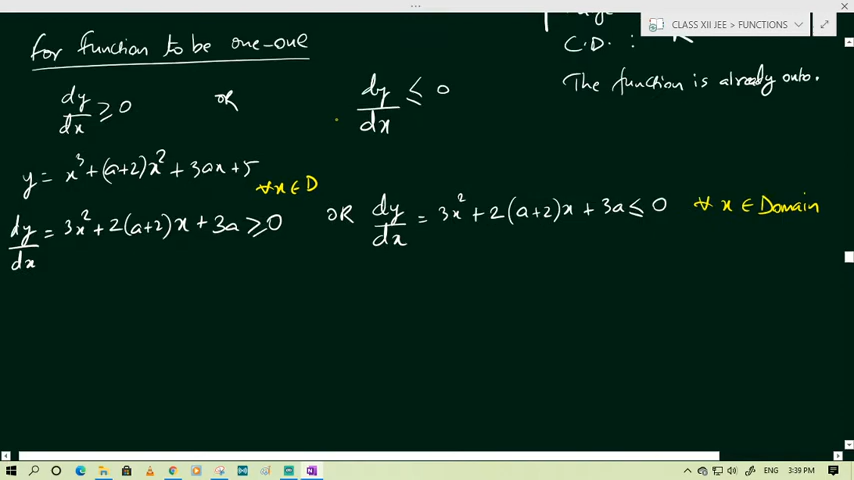 CLASS XII JEE > FUNCTIONS
For function to be one-one
C.D. : R
The function is already onto.
dy/dx ≥ 0 OR dy/dx ≤ 0
y = x³ + (a+2)x² + 3ax + 5
∀ x ∈ D
dy/dx = 3x² + 2(a+2)x + 3a ≥ 0 OR dy/dx = 3x² + 2(a+2)x + 3a ≤ 0 ∀ x ∈ Domain
ENG 3:39 PM